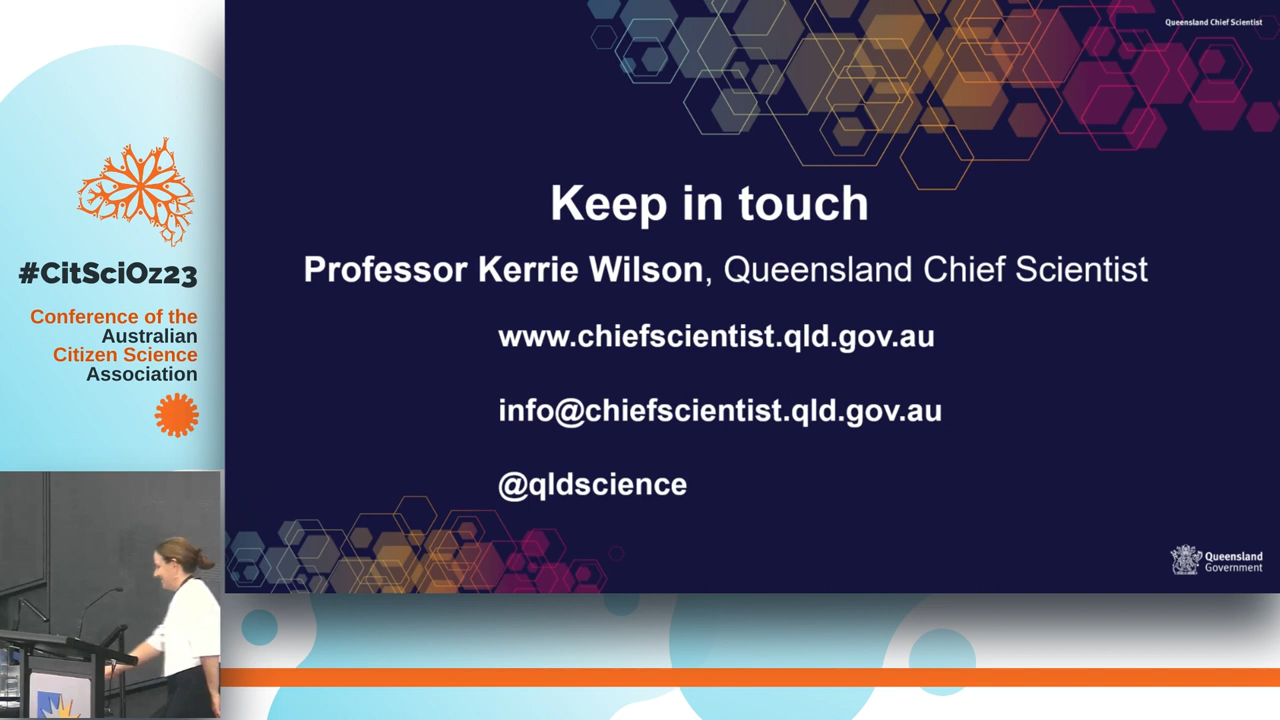 Queensland Chief Scientist
#CitSciOz23
Conference of the
Australian
Citizen Science
Association
Keep in touch
Professor Kerrie Wilson, Queensland Chief Scientist
www.chiefscientist.qld.gov.au
info@chiefscientist.qld.gov.au
@qldscience
Queensland
Government